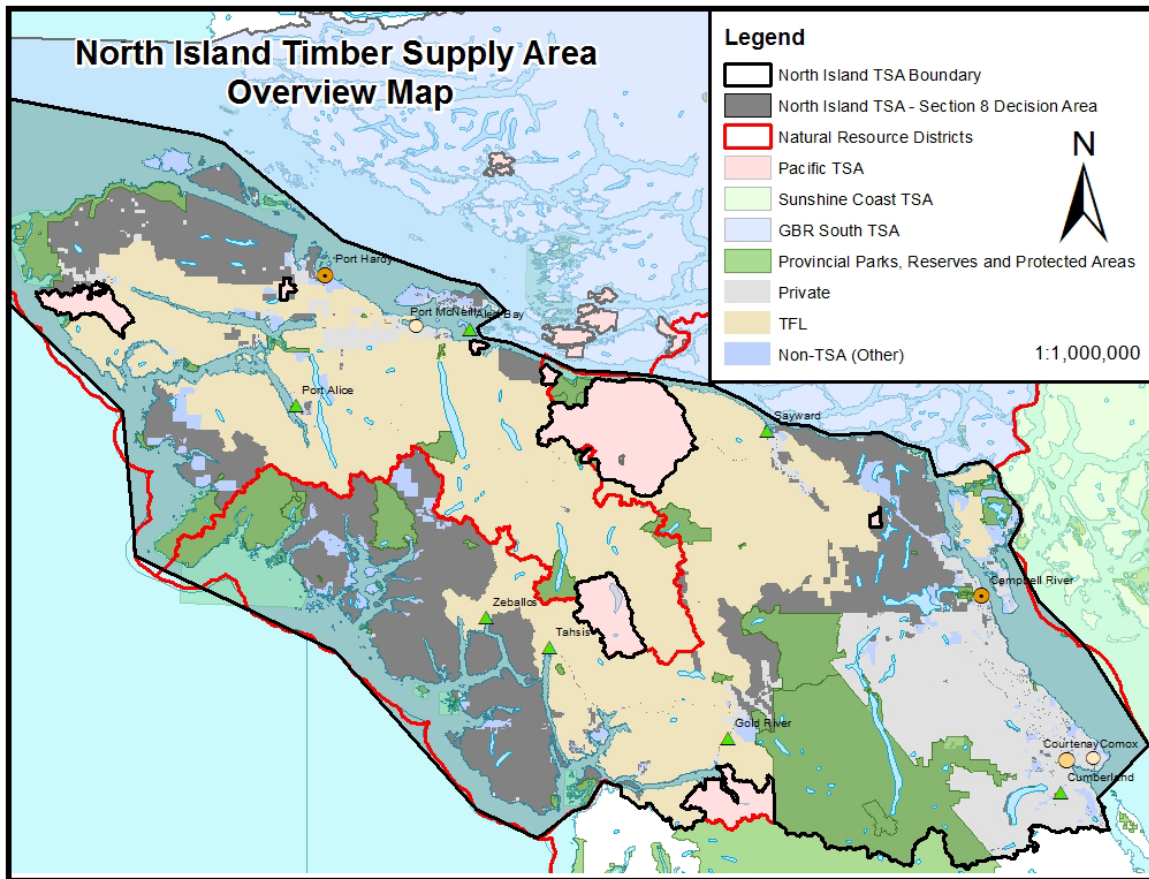 North Island Timber Supply Area
Overview Map
Legend
North Island TSA Boundary
North Island TSA - Section 8 Decision Area
Natural Resource Districts
Pacific TSA
Sunshine Coast TSA
GBR South TSA
Provincial Parks, Reserves and Protected Areas
Private
TFL
Non-TSA (Other)
1:1,000,000
N
Port Hardy
Port McNeill
Alert Bay
Port Alice
Sayward
Campbell River
Zeballos
Tahsis
Gold River
Courtenay
Comox
Cumberland